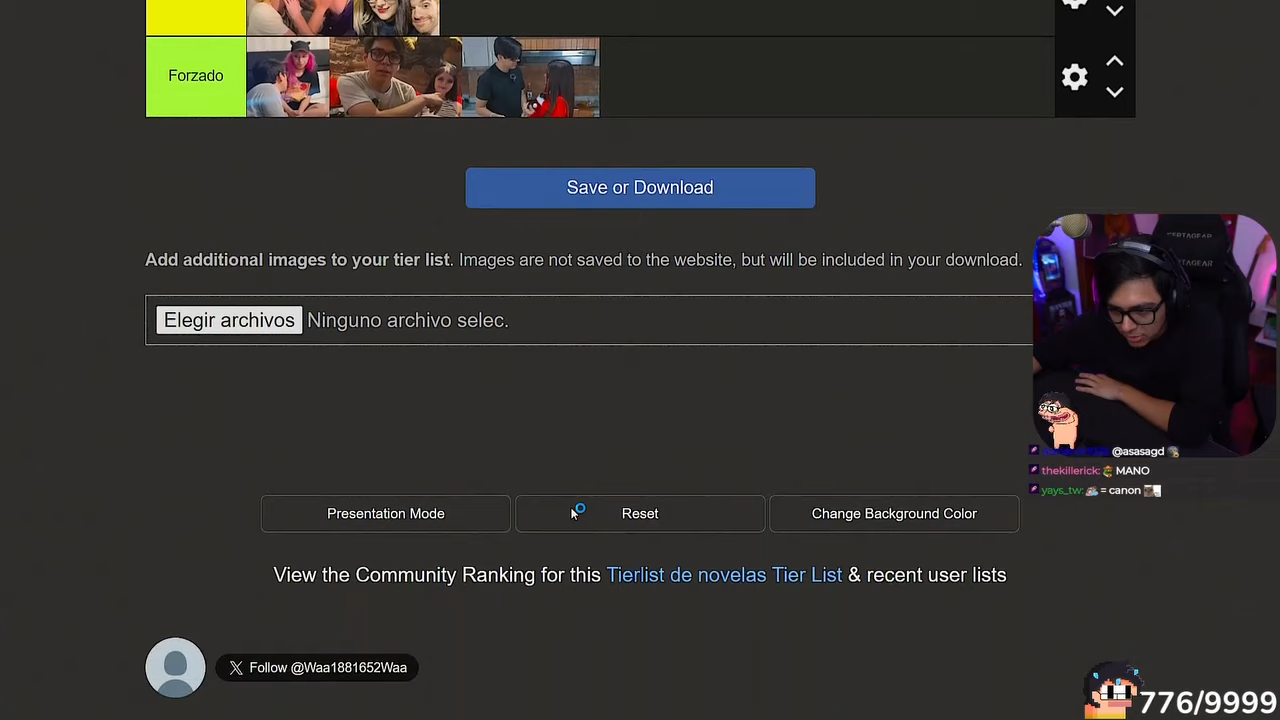 Forzado
Save or Download
Add additional images to your tier list. Images are not saved to the website, but will be included in your download.
Elegir archivos Ninguno archivo selec.
@asasagd
thekillerick: MANO
yays_tw: = canon
Presentation Mode
Reset
Change Background Color
View the Community Ranking for this Tierlist de novelas Tier List & recent user lists
Follow @Waa1881652Waa
776/9999